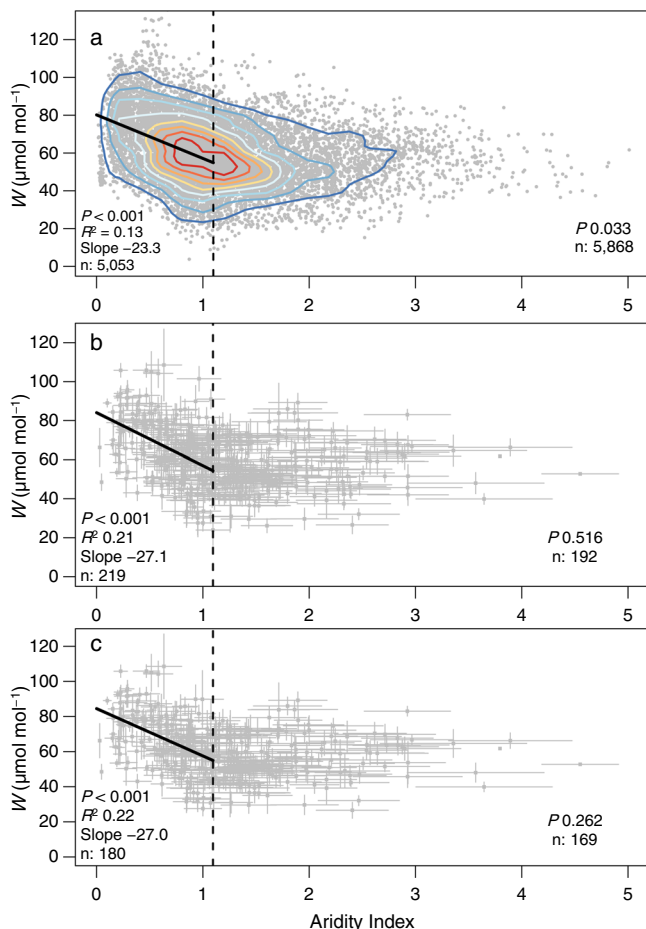 a
W (μmol mol⁻¹)
120
100
80
60
40
20
0
P < 0.001
R² = 0.13
Slope −23.3
n: 5,053
P 0.033
n: 5,868
0 1 2 3 4 5
b
W (μmol mol⁻¹)
120
100
80
60
40
20
0
P < 0.001
R² 0.21
Slope −27.1
n: 219
P 0.516
n: 192
0 1 2 3 4 5
c
W (μmol mol⁻¹)
120
100
80
60
40
20
0
P < 0.001
R² 0.22
Slope −27.0
n: 180
P 0.262
n: 169
0 1 2 3 4 5
Aridity Index